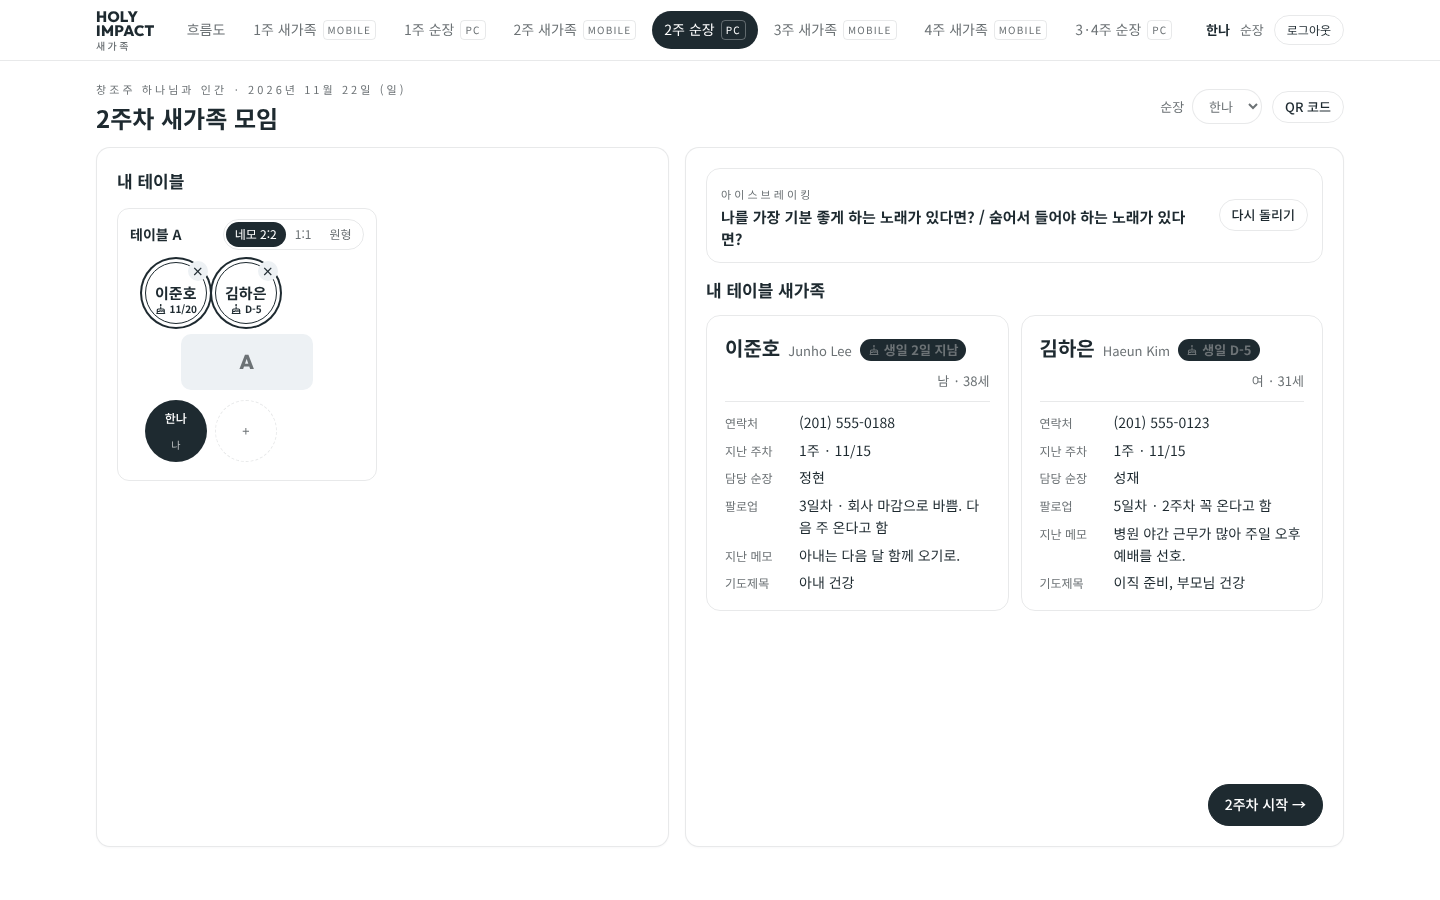 HOLY
IMPACT
새가족
흐름도
1주 새가족 MOBILE
1주 순장 PC
2주 새가족 MOBILE
2주 순장 PC
3주 새가족 MOBILE
4주 새가족 MOBILE
3·4주 순장 PC
한나 순장
로그아웃
창조주 하나님과 인간 · 2026년 11월 22일 (일)
2주차 새가족 모임
순장 한나
QR 코드
내 테이블
테이블 A
네모 2:2 1:1 원형
이준호
11/20
김하은
D-5
A
한나
나
+
아이스브레이킹
나를 가장 기분 좋게 하는 노래가 있다면? / 숨어서 들어야 하는 노래가 있다
면?
다시 돌리기
내 테이블 새가족
이준호 Junho Lee 생일 2일 지남
남 · 38세
연락처 (201) 555-0188
지난 주차 1주 · 11/15
담당 순장 정현
팔로업 3일차 · 회사 마감으로 바쁨. 다
음 주 온다고 함
지난 메모 아내는 다음 달 함께 오기로.
기도제목 아내 건강
김하은 Haeun Kim 생일 D-5
여 · 31세
연락처 (201) 555-0123
지난 주차 1주 · 11/15
담당 순장 성재
팔로업 5일차 · 2주차 꼭 온다고 함
지난 메모 병원 야간 근무가 많아 주일 오후
예배를 선호.
기도제목 이직 준비, 부모님 건강
2주차 시작 →